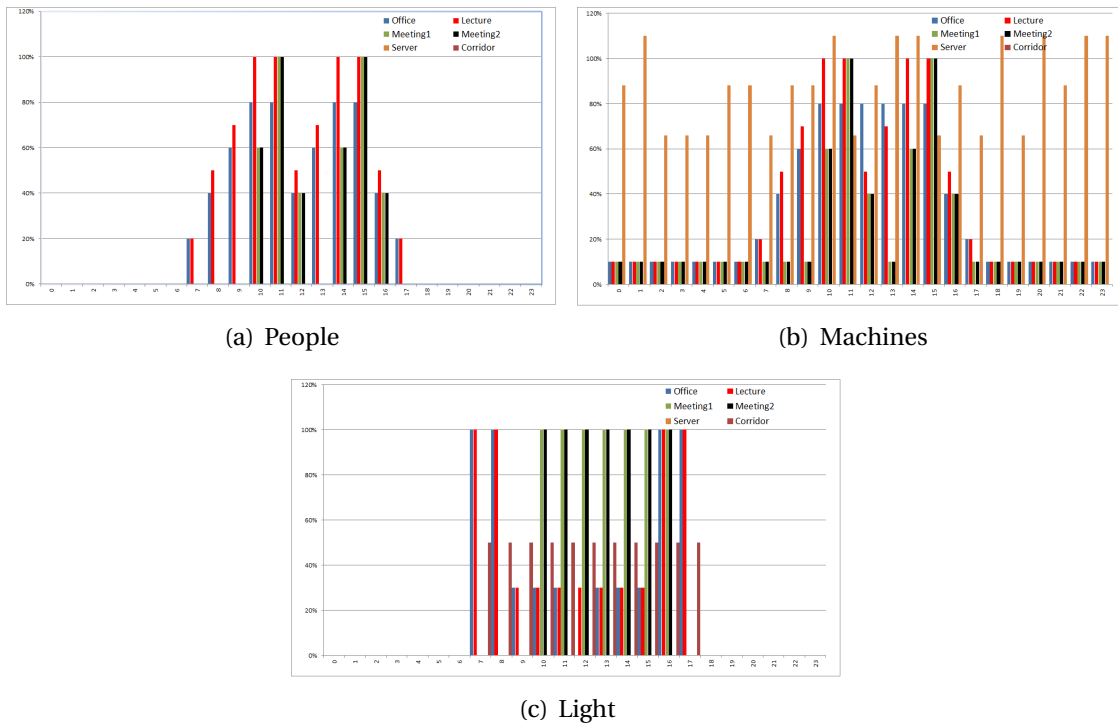 120%
100%
80%
60%
40%
20%
0%
Office Lecture
Meeting1 Meeting2
Server Corridor
0 1 2 3 4 5 6 7 8 9 10 11 12 13 14 15 16 17 18 19 20 21 22 23
(a) People
120%
100%
80%
60%
40%
20%
0%
Office Lecture
Meeting1 Meeting2
Server Corridor
0 1 2 3 4 5 6 7 8 9 10 11 12 13 14 15 16 17 18 19 20 21 22 23
(b) Machines
120%
100%
80%
60%
40%
20%
0%
Office Lecture
Meeting1 Meeting2
Server Corridor
0 1 2 3 4 5 6 7 8 9 10 11 12 13 14 15 16 17 18 19 20 21 22 23
(c) Light